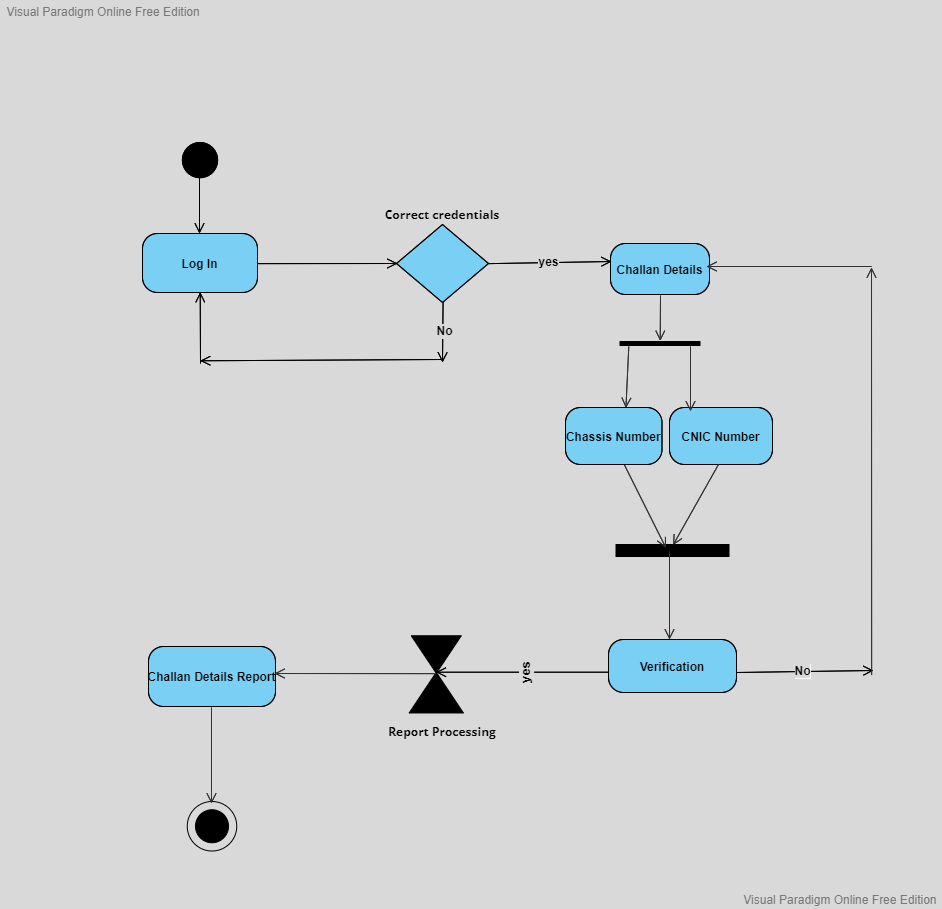 Visual Paradigm Online Free Edition
Correct credentials
Log In
yes
Challan Details
No
Chassis Number
CNIC Number
Verification
No
yes
Challan Details Report
Report Processing
Visual Paradigm Online Free Edition